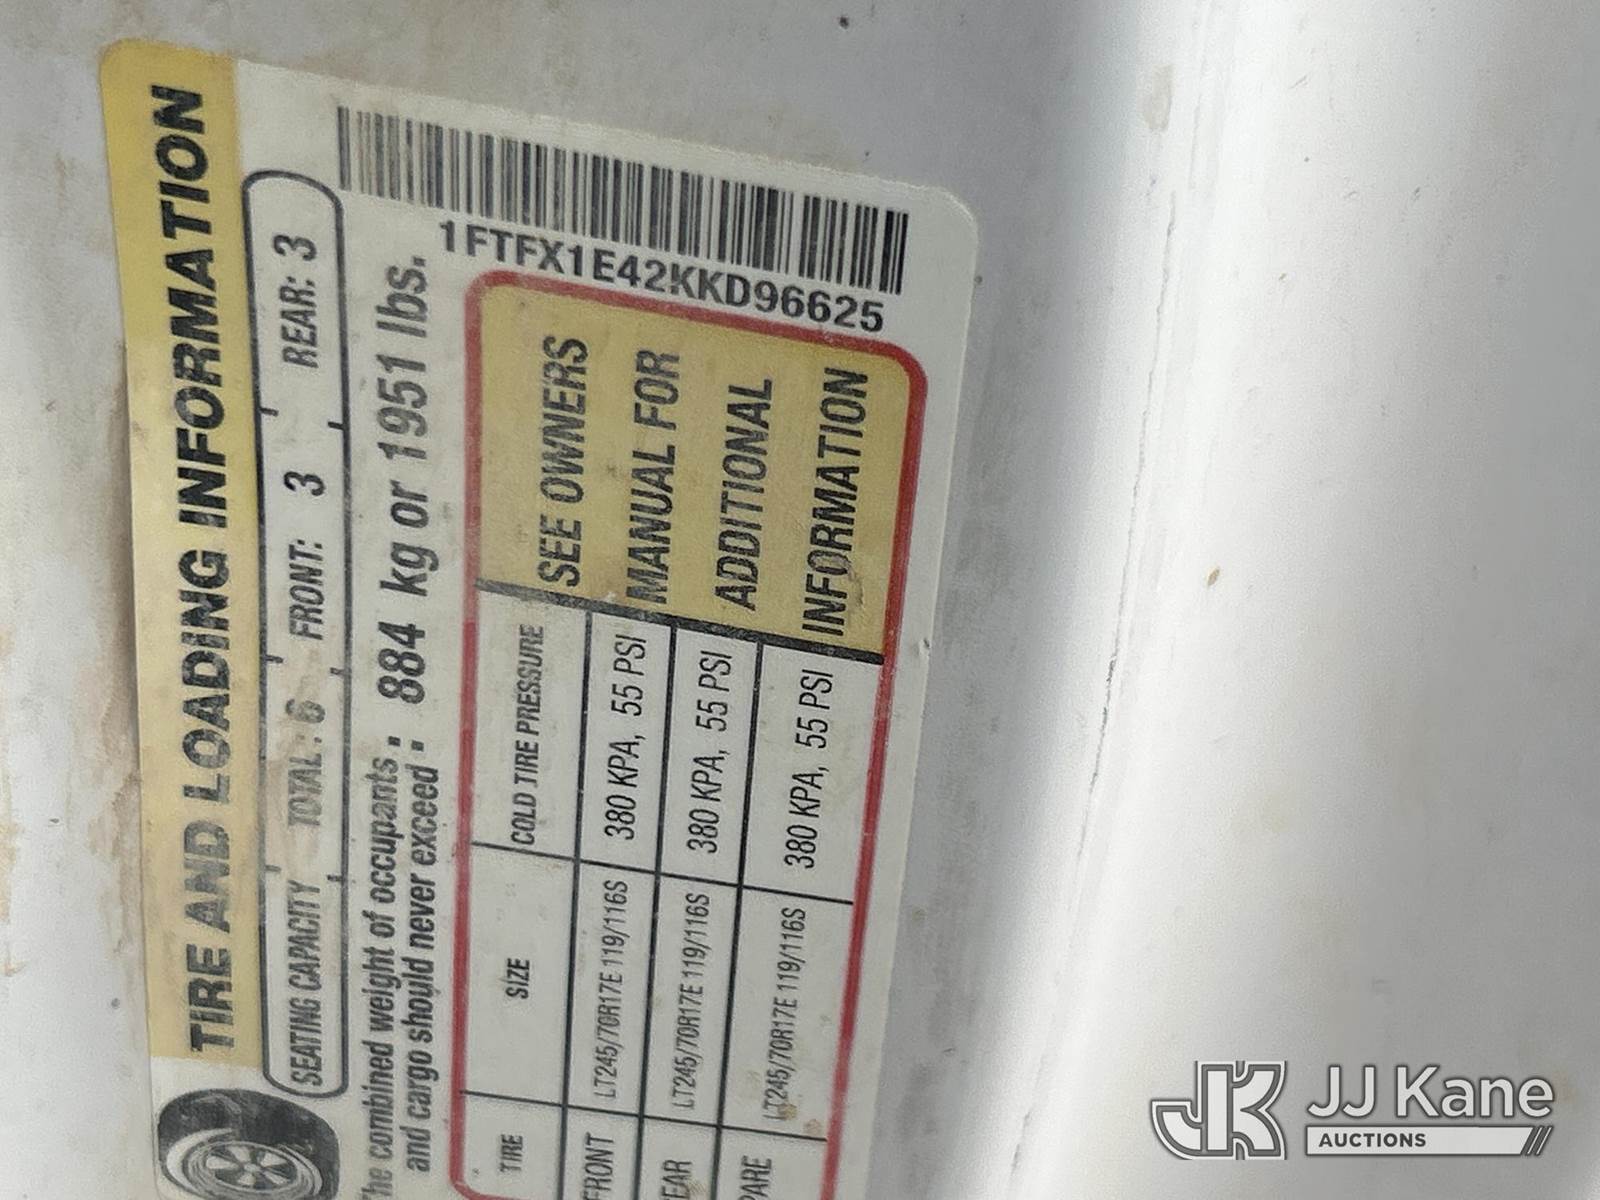 TIRE AND LOADING INFORMATION
SEATING CAPACITY TOTAL: 6 FRONT: 3 REAR: 3
The combined weight of occupants and cargo should never exceed : 884 kg or 1951 lbs.
1FTFX1E42KKD96625
TIRE SIZE COLD TIRE PRESSURE
FRONT LT245/70R17E 119/116S 380 KPA, 55 PSI
EAR LT245/70R17E 119/116S 380 KPA, 55 PSI
PARE LT245/70R17E 119/116S 380 KPA, 55 PSI
SEE OWNERS
MANUAL FOR
ADDITIONAL
INFORMATION
JK JJ Kane
AUCTIONS